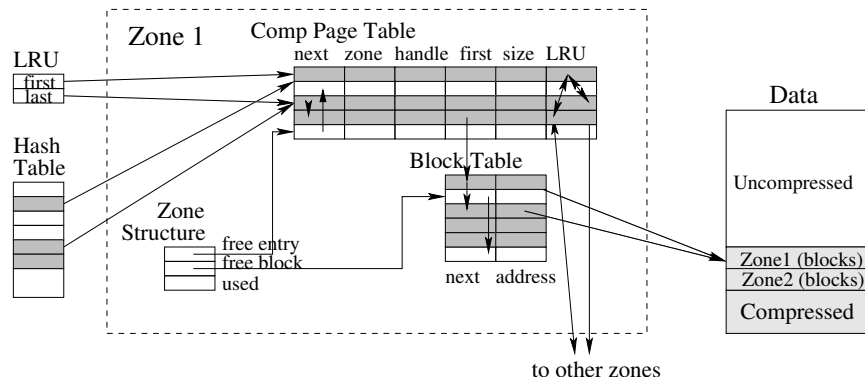 Zone 1
Comp Page Table
next zone handle first size LRU
LRU
first
last
Hash
Table
Zone
Structure
free entry
free block
used
Block Table
next address
Data
Uncompressed
Zone1 (blocks)
Zone2 (blocks)
Compressed
to other zones